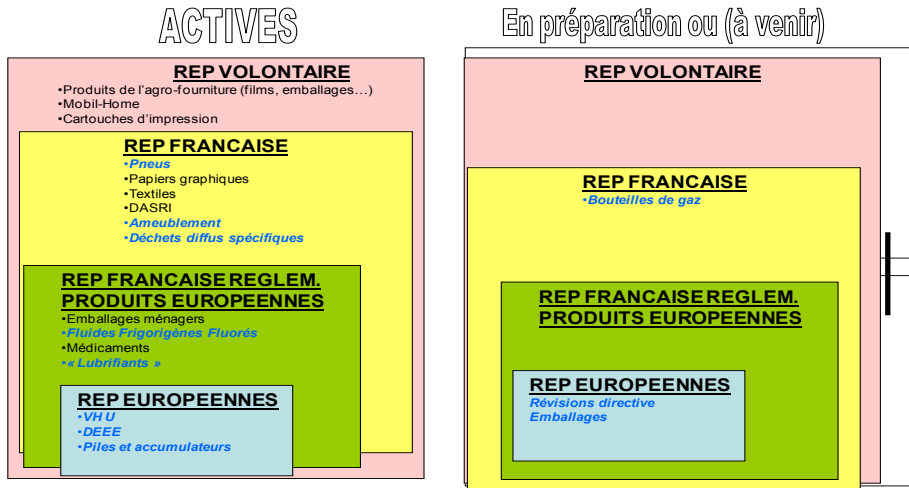 ACTIVES
REP VOLONTAIRE
•Produits de l'agro-fourniture (films, emballages…)
•Mobil-Home
•Cartouches d'impression
REP FRANCAISE
•Pneus
•Papiers graphiques
•Textiles
•DASRI
•Ameublement
•Déchets diffus spécifiques
REP FRANCAISE REGLEM.
PRODUITS EUROPEENNES
•Emballages ménagers
•Fluides Frigorigènes Fluorés
•Médicaments
•« Lubrifiants »
REP EUROPEENNES
•VHU
•DEEE
•Piles et accumulateurs
En préparation ou (à venir)
REP VOLONTAIRE
REP FRANCAISE
•Bouteilles de gaz
REP FRANCAISE REGLEM.
PRODUITS EUROPEENNES
REP EUROPEENNES
Révisions directive
Emballages